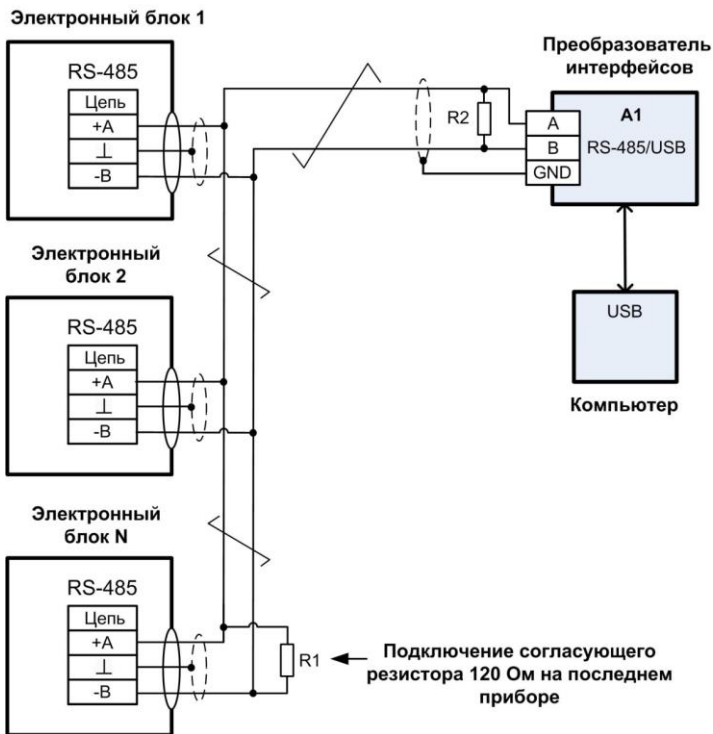 Электронный блок 1
RS-485
Цепь
+A
⊥
-B
Преобразователь
интерфейсов
A1
RS-485/USB
A
B
GND
R2
Электронный
блок 2
RS-485
Цепь
+A
⊥
-B
USB
Компьютер
Электронный
блок N
RS-485
Цепь
+A
⊥
-B
R1
Подключение согласующего
резистора 120 Ом на последнем
приборе